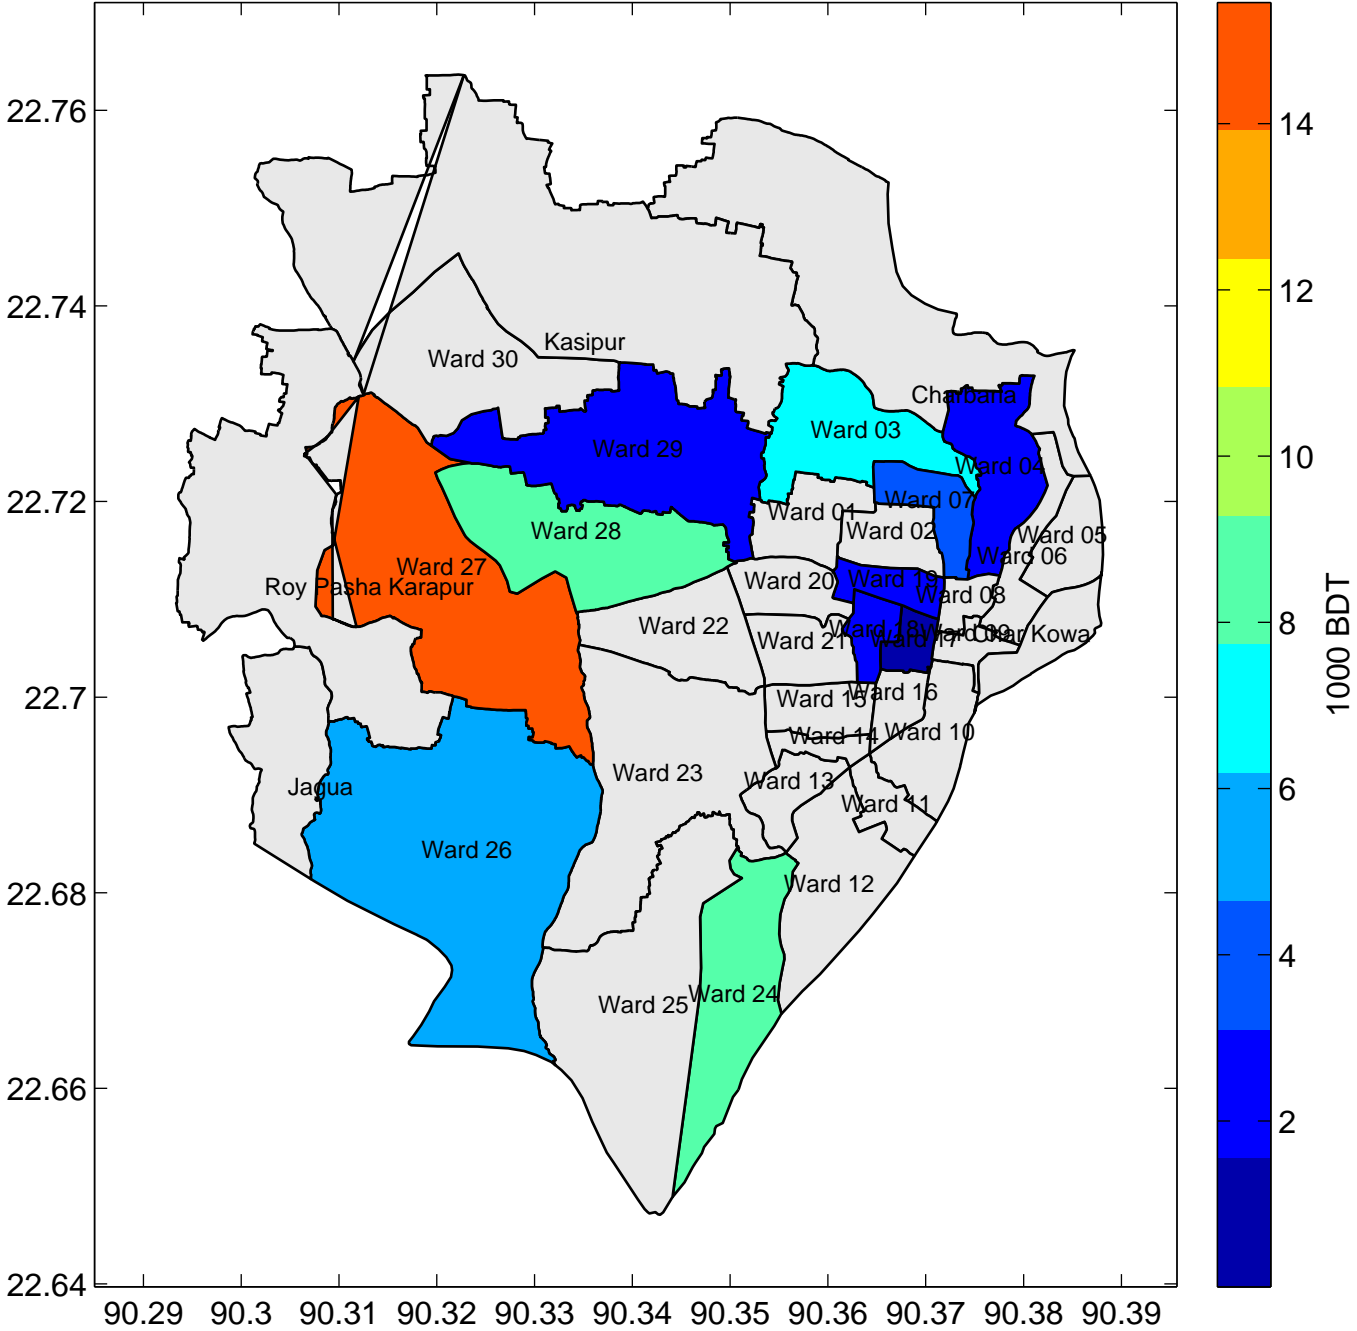 22.76
14
22.74
12
Kasipur
Ward 30
Charbaria
Ward 03
Ward 29
Ward 04
10
22.72
Ward 07
Ward 01
Ward 28
Ward 02
Ward 05
Ward 06
Ward 27
Ward 20
Ward 19
Roy Pasha Karapur
Ward 08
8
Ward 22
Ward 18
Ward 09
Char Kowa
Ward 21
Ward 17
1000 BDT
22.7
Ward 15
Ward 16
Ward 14
Ward 10
Ward 23
Ward 13
Jagua
6
Ward 11
Ward 26
22.68
Ward 12
4
Ward 24
Ward 25
22.66
2
22.64
90.29 90.3 90.31 90.32 90.33 90.34 90.35 90.36 90.37 90.38 90.39